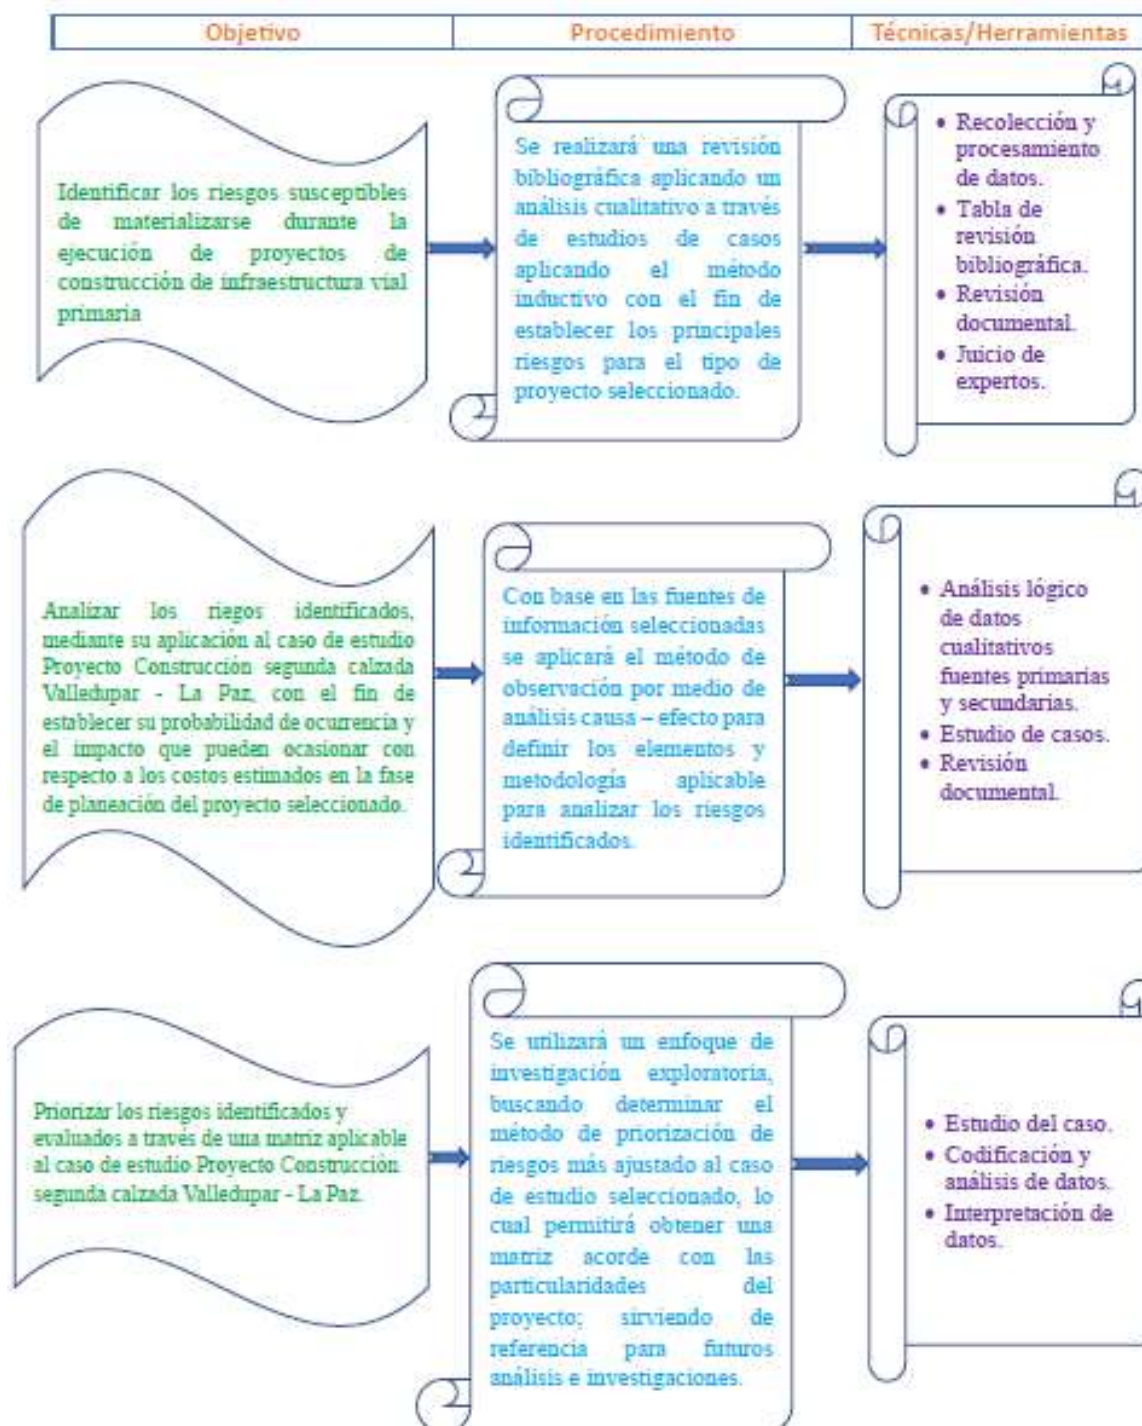 Objetivo
Procedimiento
Técnicas/Herramientas
Identificar los riesgos susceptibles
de materializarse durante la
ejecución de proyectos de
construcción de infraestructura vial
primaria
Se realizará una revisión
bibliográfica aplicando un
análisis cualitativo a través
de estudios de casos
aplicando el método
inductivo con el fin de
establecer los principales
riesgos para el tipo de
proyecto seleccionado.
• Recolección y
procesamiento
de datos.
• Tabla de
revisión
bibliográfica.
• Revisión
documental.
• Juicio de
expertos.
Analizar los riegos identificados,
mediante su aplicación al caso de estudio
Proyecto Construcción segunda calzada
Valledupar - La Paz, con el fin de
establecer su probabilidad de ocurrencia y
el impacto que pueden ocasionar con
respecto a los costos estimados en la fase
de planeación del proyecto seleccionado.
Con base en las fuentes de
información seleccionadas
se aplicará el método de
observación por medio de
análisis causa – efecto para
definir los elementos y
metodología aplicable
para analizar los riesgos
identificados.
• Análisis lógico
de datos
cualitativos
fuentes primarias
y secundarias.
• Estudio de casos.
• Revisión
documental.
Priorizar los riesgos identificados y
evaluados a través de una matriz aplicable
al caso de estudio Proyecto Construcción
segunda calzada Valledupar - La Paz.
Se utilizará un enfoque de
investigación exploratoria,
buscando determinar el
método de priorización de
riesgos más ajustado al caso
de estudio seleccionado, lo
cual permitirá obtener una
matriz acorde con las
particularidades del
proyecto; sirviendo de
referencia para futuros
análisis e investigaciones.
• Estudio del caso.
• Codificación y
análisis de datos.
• Interpretación de
datos.